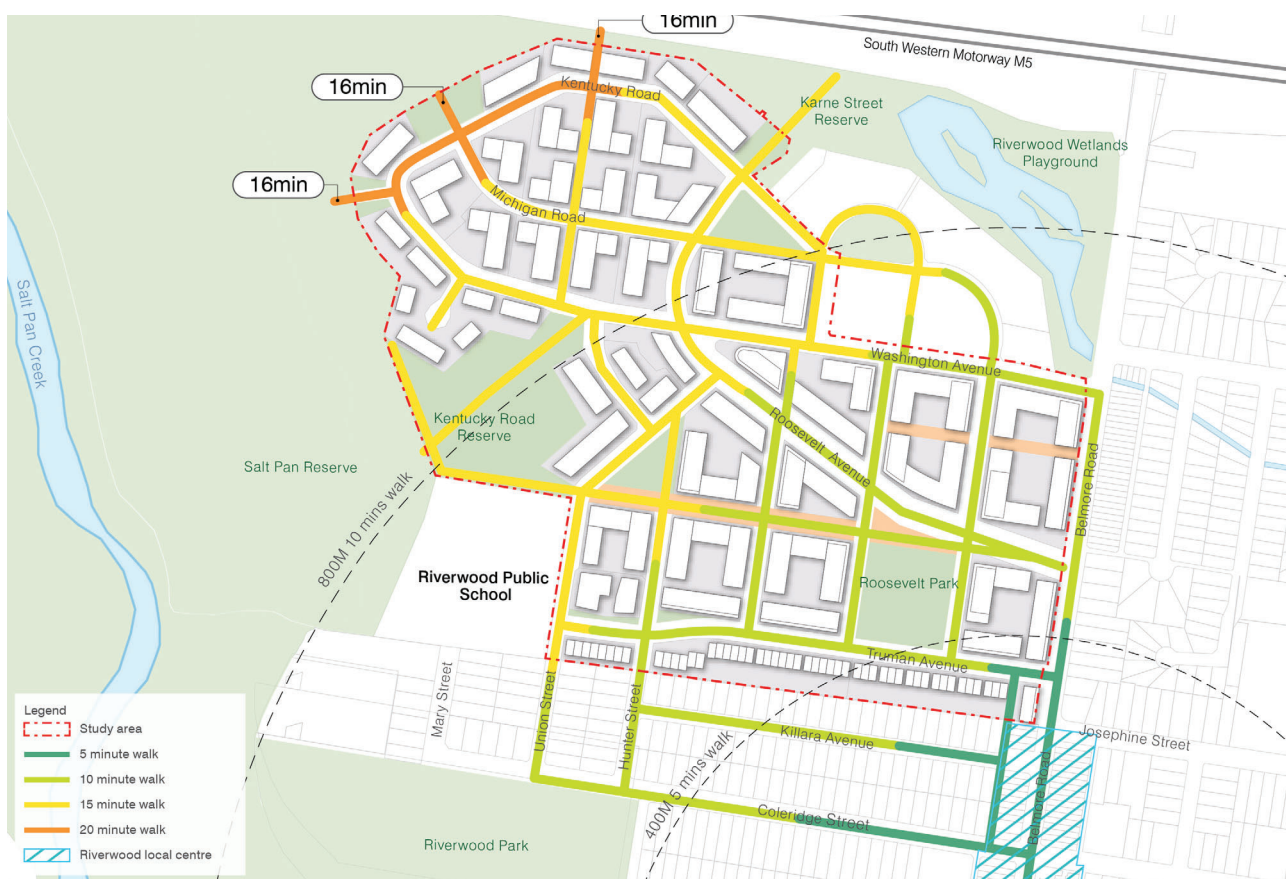 16min
South Western Motorway M5
16min
Kentucky Road
Karne Street
Reserve
Riverwood Wetlands
Playground
16min
Michigan Road
Salt Pan Creek
Washington Avenue
Kentucky Road
Reserve
Roosevelt Avenue
Salt Pan Reserve
Belmore Road
800M 10 mins walk
Riverwood Public
School
Roosevelt Park
Truman Avenue
Mary Street
Union Street
Hunter Street
Killara Avenue
Josephine Street
400M 5 mins walk
Coleridge Street
Belmore Road
Riverwood Park
Legend
Study area
5 minute walk
10 minute walk
15 minute walk
20 minute walk
Riverwood local centre